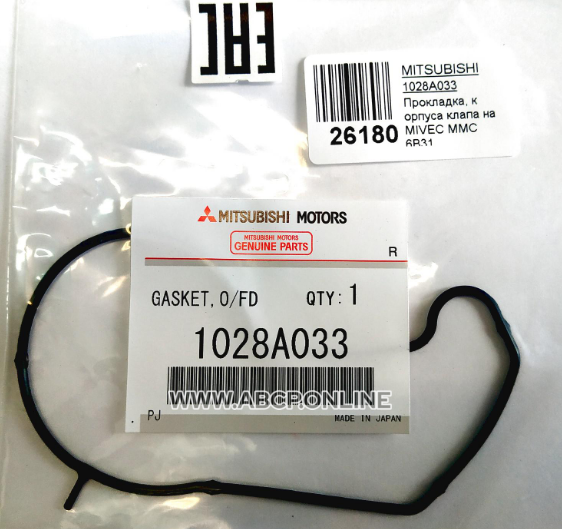 EAC
MITSUBISHI
1028A033
Прокладка, к
орпуса клапа на
MIVEC MMC
6B31
26180
MITSUBISHI MOTORS
MITSUBISHI MOTORS
GENUINE PARTS
R
GASKET, O/FD QTY: 1
1028A033
WWW.ABCP.ONLINE
PJ MADE IN JAPAN